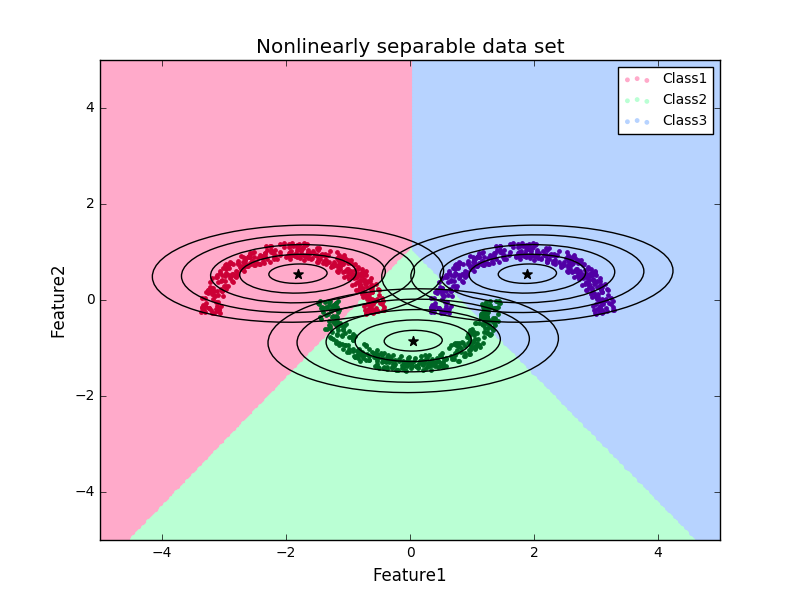 Nonlinearly separable data set
Class1
Class2
Class3
Feature2
4
2
0
−2
−4
−4
−2
0
2
4
Feature1